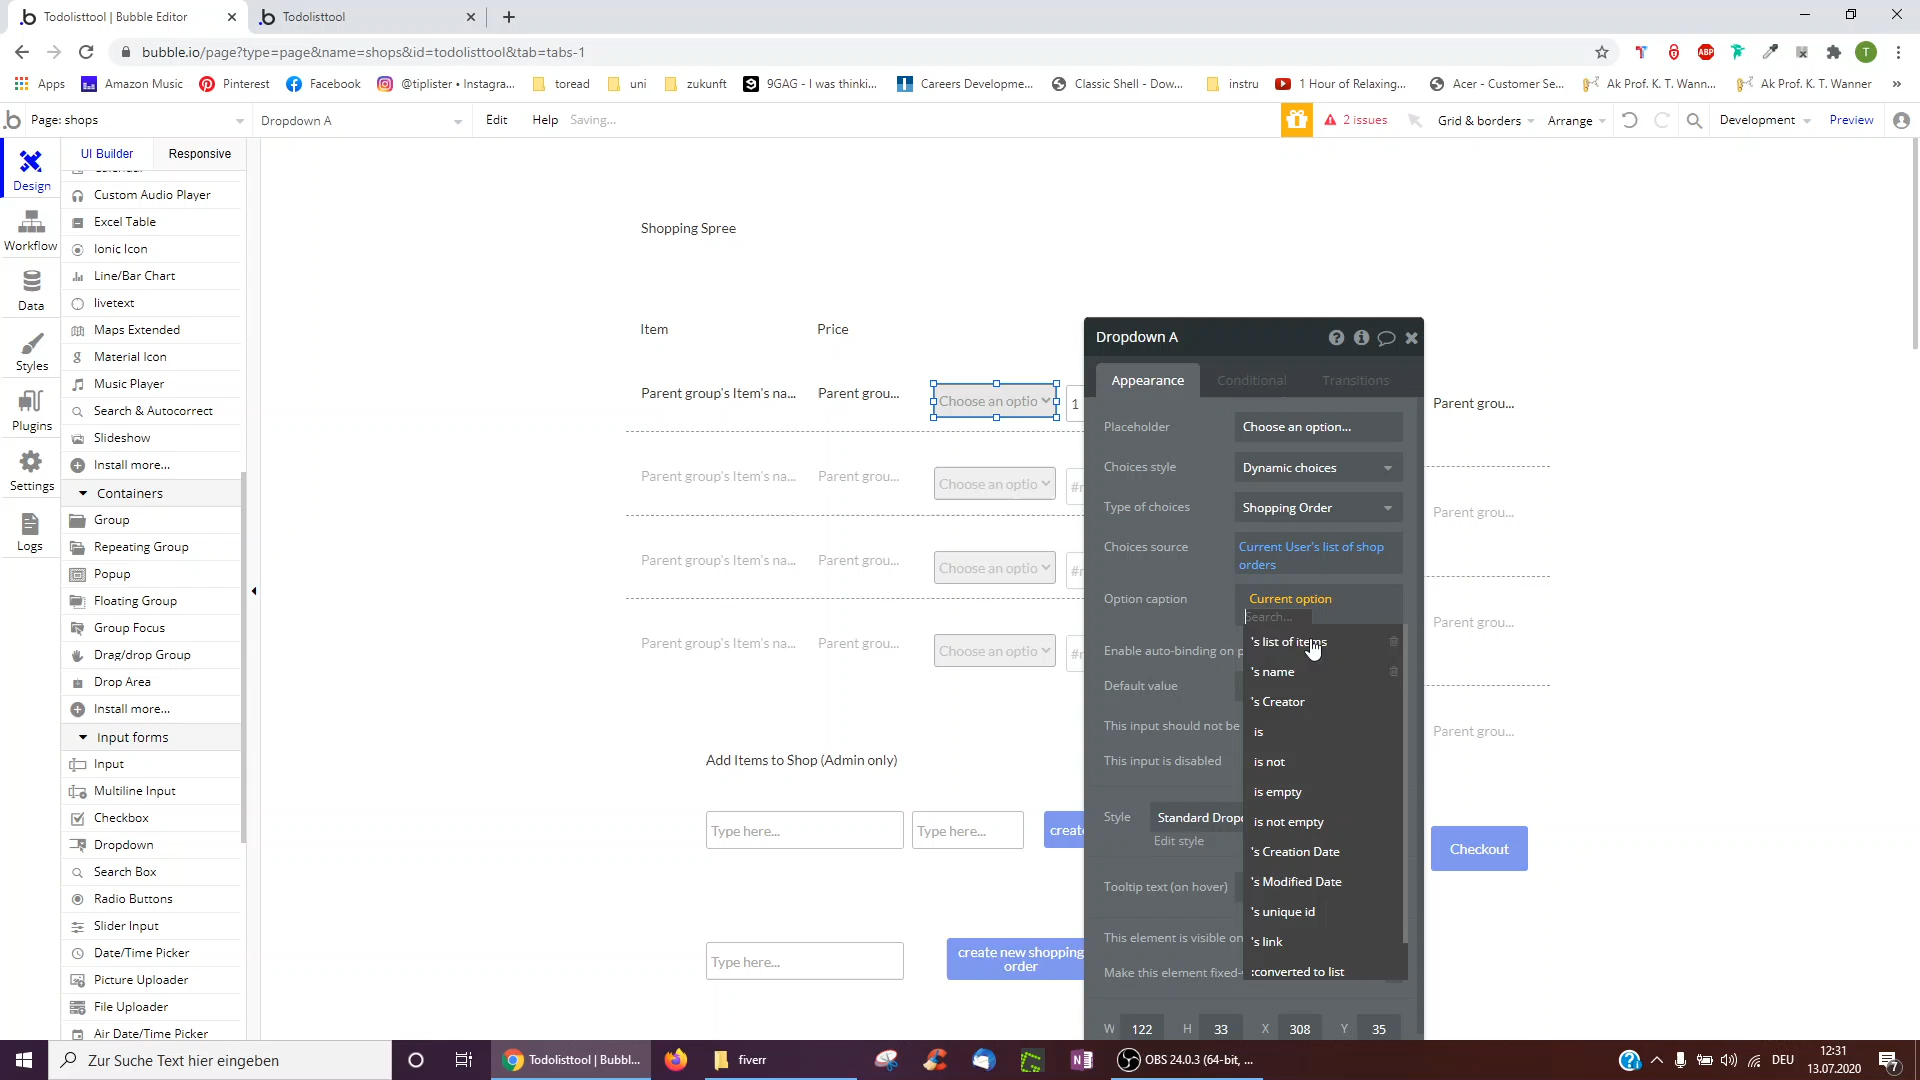 Todolisttool | Bubble Editor
Todolisttool
bubble.io/page?type=page&name=shops&id=todolisttool&tab=tabs-1
Apps
Amazon Music
Pinterest
Facebook
@tiplister • Instagra...
toread
uni
zukunft
9GAG - I was thinki...
Careers Developme...
Classic Shell - Dow...
instru
1 Hour of Relaxing...
Acer - Customer Se...
Ak Prof. K. T. Wann...
Ak Prof. K. T. Wanner
Page: shops
Dropdown A
Edit
Help
Saving...
2 issues
Grid & borders
Arrange
Development
Preview
Design
Workflow
Data
Styles
Plugins
Settings
Logs
UI Builder
Responsive
Custom Audio Player
Excel Table
Ionic Icon
Line/Bar Chart
livetext
Maps Extended
Material Icon
Music Player
Search & Autocorrect
Slideshow
Install more...
Containers
Group
Repeating Group
Popup
Floating Group
Group Focus
Drag/drop Group
Drop Area
Install more...
Input forms
Input
Multiline Input
Checkbox
Dropdown
Search Box
Radio Buttons
Slider Input
Date/Time Picker
Picture Uploader
File Uploader
Air Date/Time Picker
Shopping Spree
Item
Price
Parent group's Item's na...
Parent grou...
Choose an optio
1
Parent grou...
Parent group's Item's na...
Parent grou...
Choose an optio
Parent grou...
Parent group's Item's na...
Parent grou...
Choose an optio
Parent grou...
Parent group's Item's na...
Parent grou...
Choose an optio
Parent grou...
Add Items to Shop (Admin only)
Type here...
Type here...
create
Checkout
Type here...
create new shopping
order
Dropdown A
Appearance
Conditional
Transitions
Placeholder
Choose an option...
Choices style
Dynamic choices
Type of choices
Shopping Order
Choices source
Current User's list of shop
orders
Option caption
Current option
Search...
Enable auto-binding on p
Default value
This input should not be
This input is disabled
Style
Standard Dropd
Edit style
Tooltip text (on hover)
This element is visible on
Make this element fixed-
W
122
H
33
X
308
Y
35
's list of items
's name
's Creator
is
is not
is empty
is not empty
's Creation Date
's Modified Date
's unique id
's link
:converted to list
Zur Suche Text hier eingeben
Todolisttool | Bubbl...
fiverr
OBS 24.0.3 (64-bit, ...
DEU
12:31
13.07.2020
7